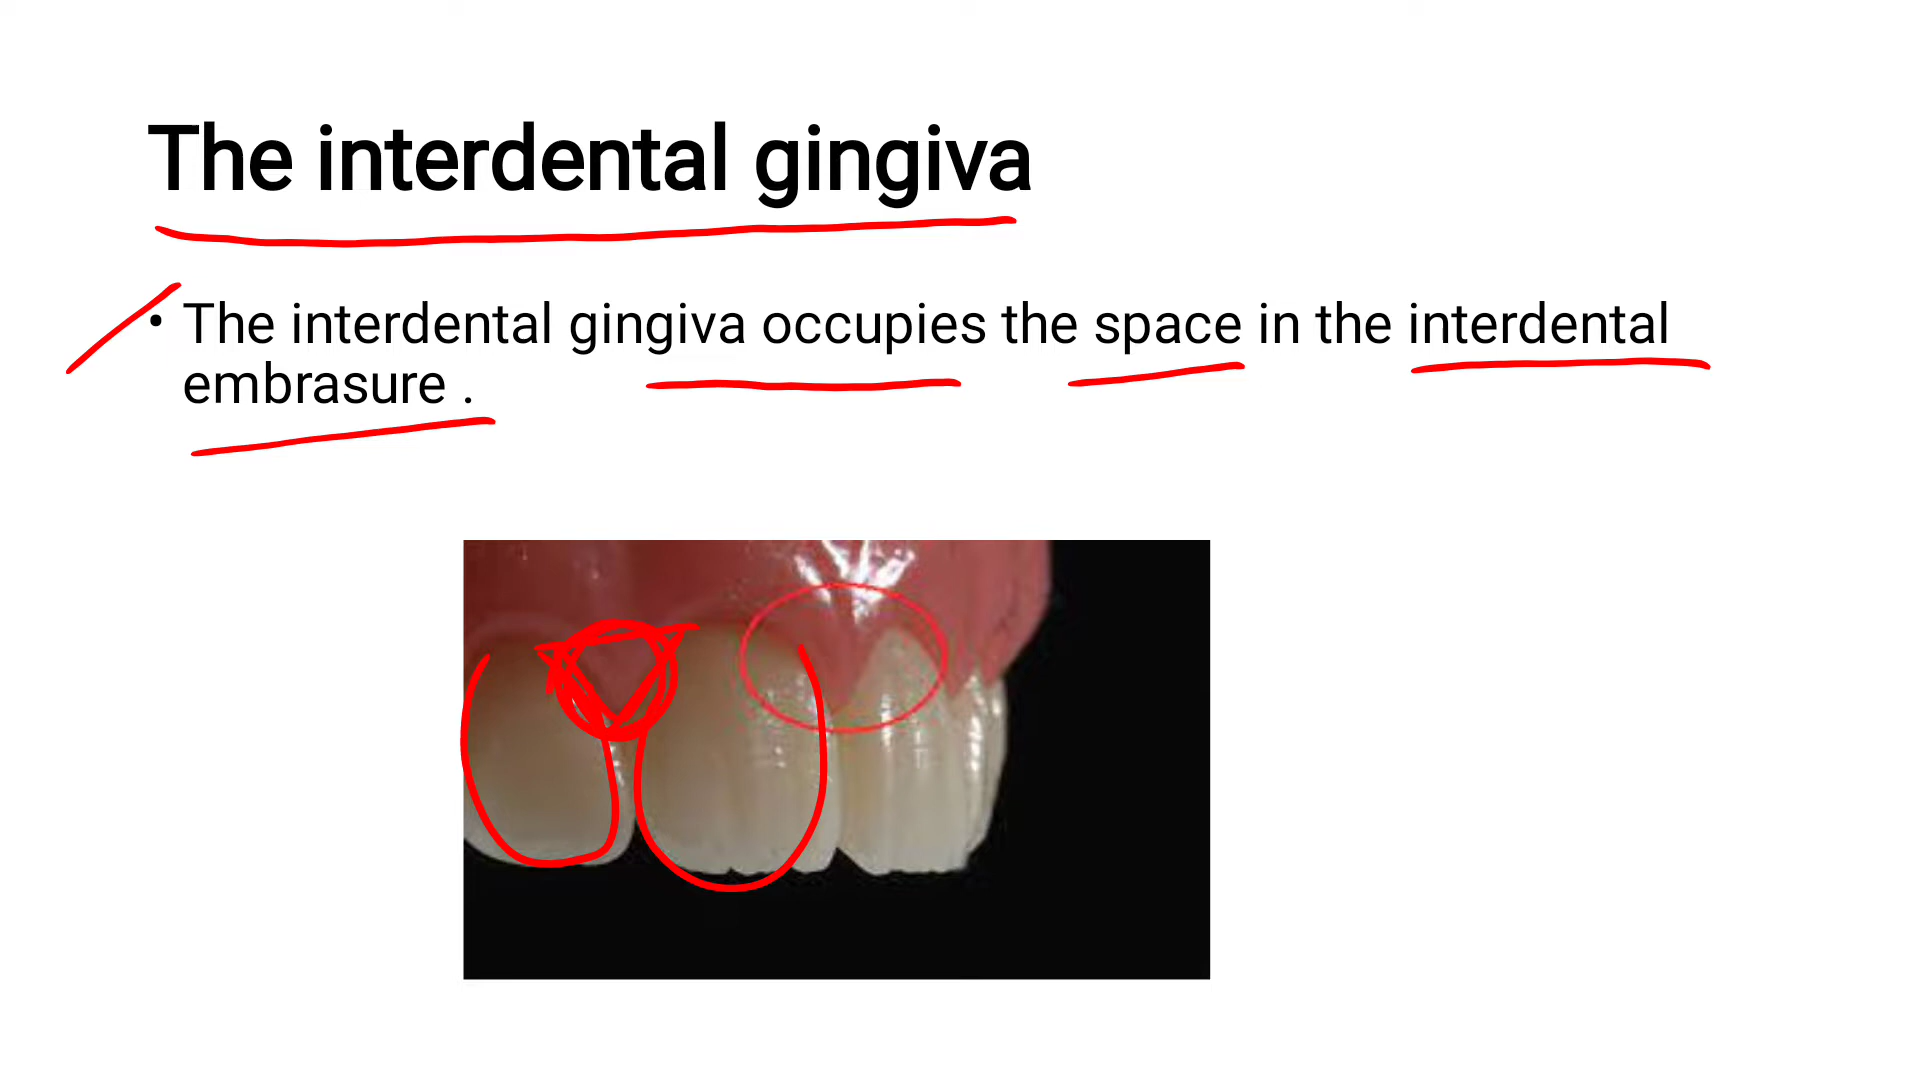 The interdental gingiva
• The interdental gingiva occupies the space in the interdental
embrasure .